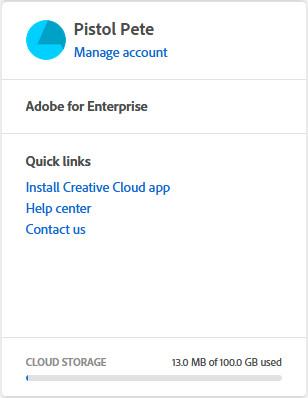 Pistol Pete
Manage account
Adobe for Enterprise
Quick links
Install Creative Cloud app
Help center
Contact us
CLOUD STORAGE 13.0 MB of 100.0 GB used